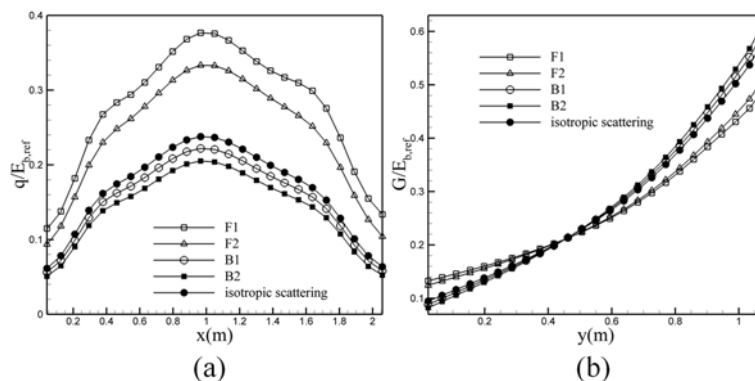 0.4
0.3
0.2
0.1
0
q/E_b,ref
F1
F2
B1
B2
isotropic scattering
0.2 0.4 0.6 0.8 1 1.2 1.4 1.6 1.8 2
x(m)
(a)
0.6
0.5
0.4
0.3
0.2
0.1
G/E_b,ref
F1
F2
B1
B2
isotropic scattering
0.2 0.4 0.6 0.8 1
y(m)
(b)